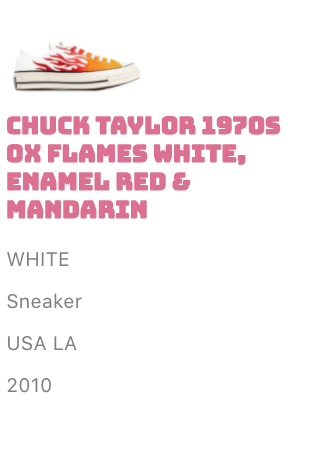 CHUCK TAYLOR 1970S
OX FLAMES WHITE,
ENAMEL RED &
MANDARIN
WHITE
Sneaker
USA LA
2010